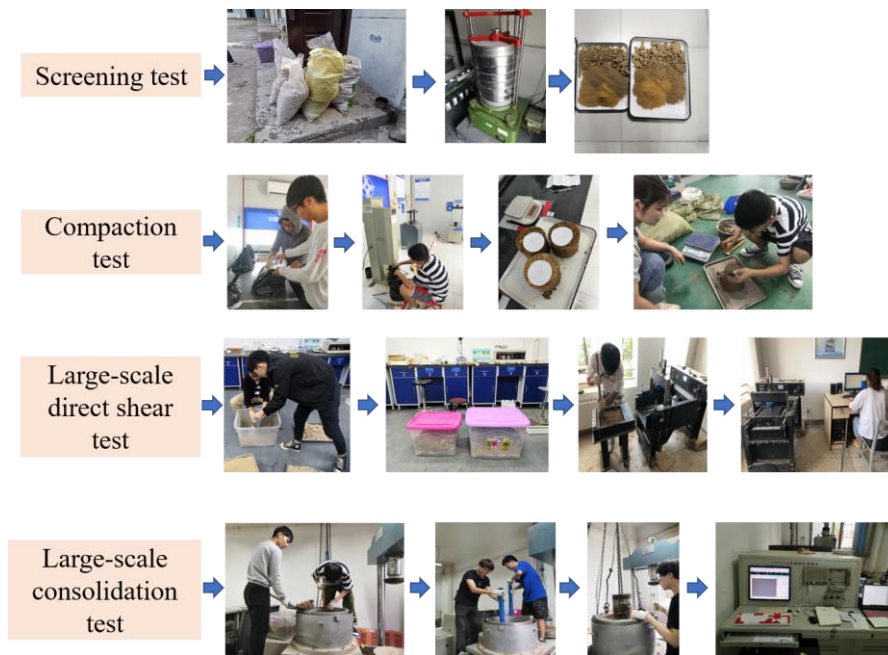 Screening test
Compaction
test
Large-scale
direct shear
test
Large-scale
consolidation
test